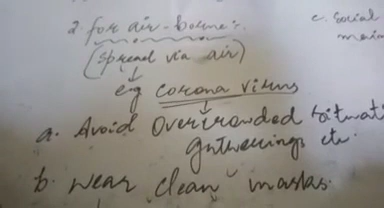 2. for air-borne:
(Spread via air)
eg corona virus
a. Avoid Overcrowded situat
gatherings etc.
b. wear clean masks.
c. social